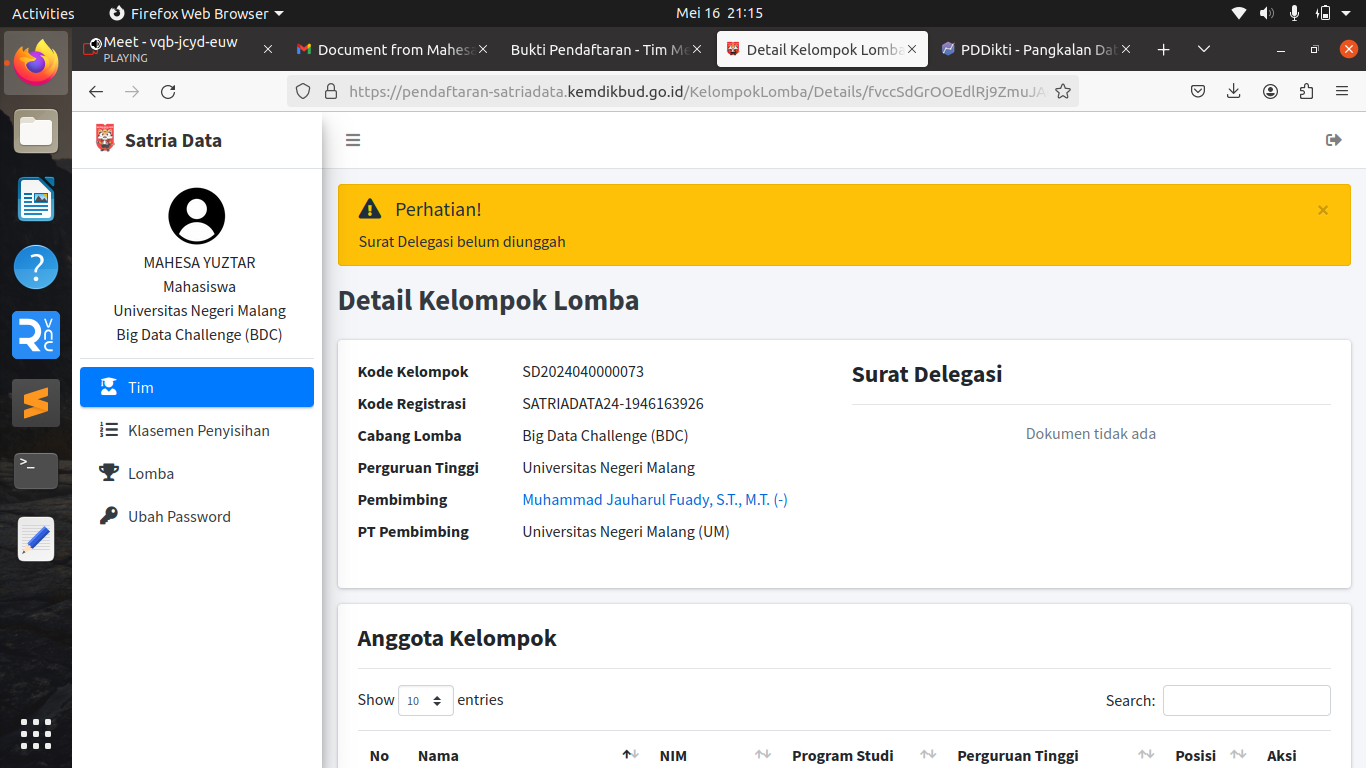 Activities
Firefox Web Browser
Mei 16 21:15
Meet - vqb-jcyd-euw
PLAYING
Document from Mahesa
Bukti Pendaftaran - Tim Me
Detail Kelompok Lomba
PDDikti - Pangkalan Dat
https://pendaftaran-satriadata.kemdikbud.go.id/KelompokLomba/Details/fvccSdGrOOEdlRj9ZmuJA
Satria Data
MAHESA YUZTAR
Mahasiswa
Universitas Negeri Malang
Big Data Challenge (BDC)
Tim
Klasemen Penyisihan
Lomba
Ubah Password
Perhatian!
Surat Delegasi belum diunggah
Detail Kelompok Lomba
Kode Kelompok SD2024040000073
Kode Registrasi SATRIADATA24-1946163926
Cabang Lomba Big Data Challenge (BDC)
Perguruan Tinggi Universitas Negeri Malang
Pembimbing Muhammad Jauharul Fuady, S.T., M.T. (-)
PT Pembimbing Universitas Negeri Malang (UM)
Surat Delegasi
Dokumen tidak ada
Anggota Kelompok
Show 10 entries
Search:
No Nama NIM Program Studi Perguruan Tinggi Posisi Aksi